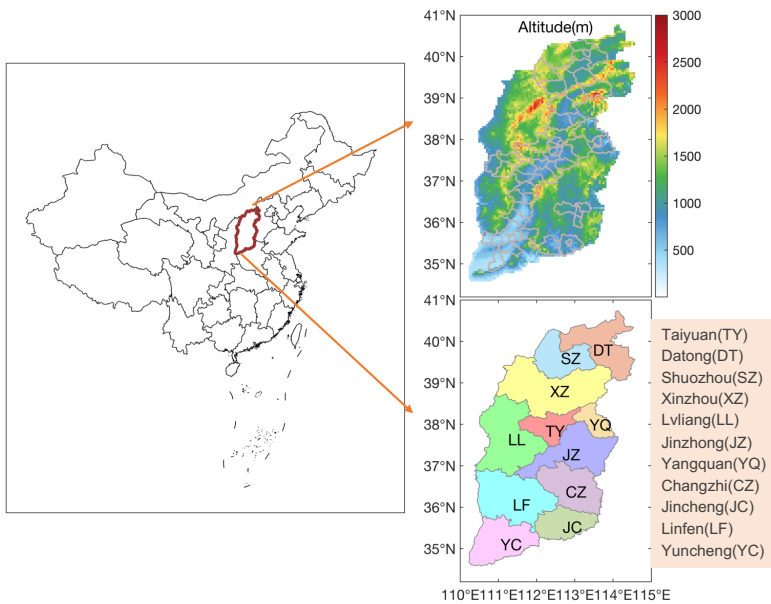 41°N
Altitude(m)
3000
40°N
2500
39°N
2000
38°N
1500
37°N
1000
36°N
500
35°N
41°N
40°N
39°N
38°N
37°N
36°N
35°N
DT
SZ
XZ
YQ
TY
LL
JZ
CZ
LF
JC
YC
110°E111°E112°E113°E114°E115°E
Taiyuan(TY)
Datong(DT)
Shuozhou(SZ)
Xinzhou(XZ)
Lvliang(LL)
Jinzhong(JZ)
Yangquan(YQ)
Changzhi(CZ)
Jincheng(JC)
Linfen(LF)
Yuncheng(YC)